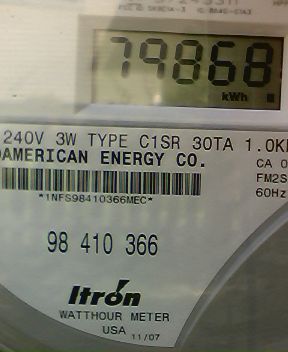 79868
kWh
240V 3W TYPE C1SR 30TA 1.0K
AMERICAN ENERGY CO.
CA 0
FM2S
60Hz
*1NFS98410366MEC*
98 410 366
Itrón
WATTHOUR METER
USA 11/07